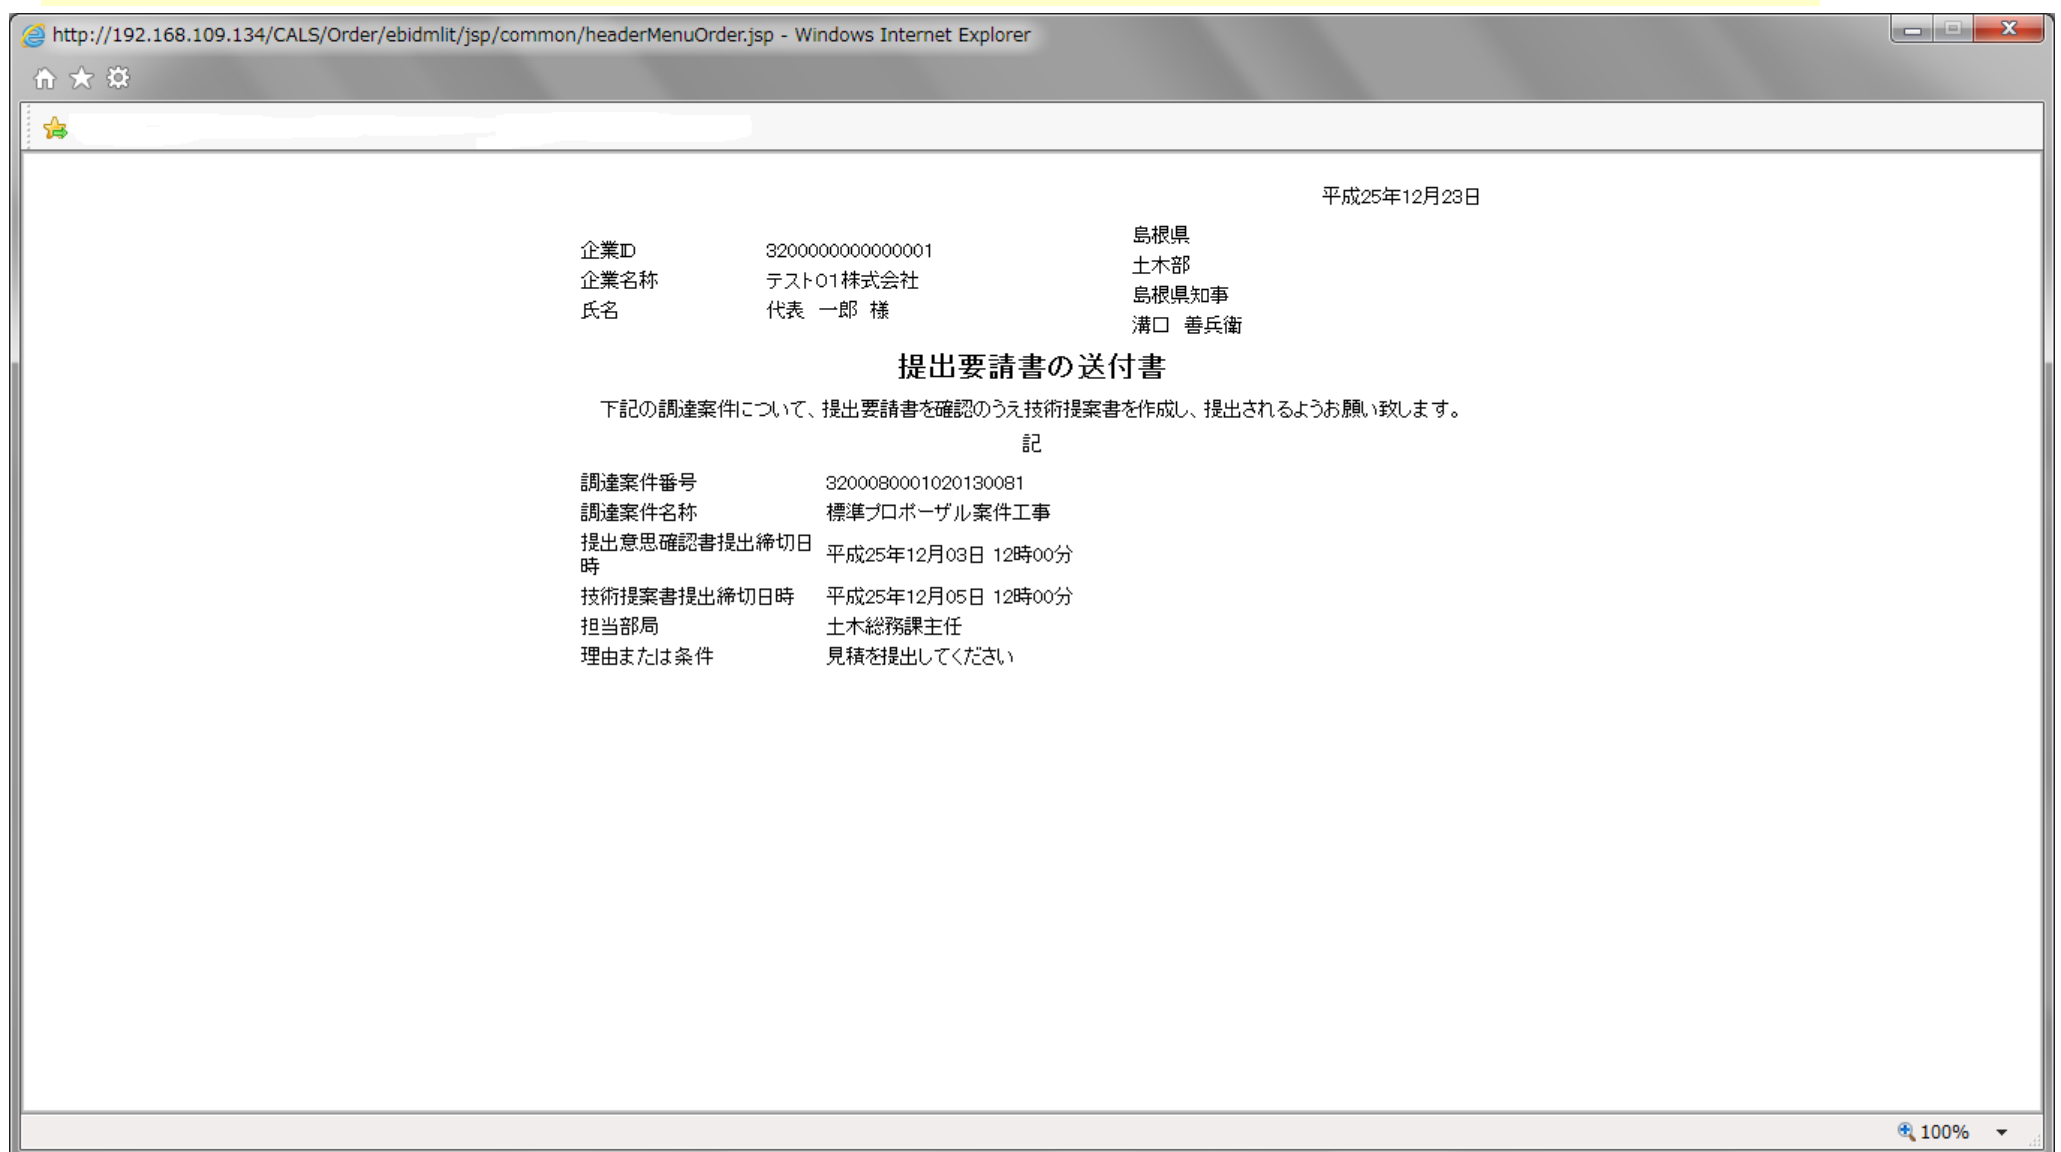 http://192.168.109.134/CALS/Order/ebidmlit/jsp/common/headerMenuOrder.jsp - Windows Internet Explorer
平成25年12月23日
企業ID 3200000000000001
企業名称 テスト01株式会社
氏名 代表 一郎 様
島根県
土木部
島根県知事
溝口 善兵衛
提出要請書の送付書
下記の調達案件について、提出要請書を確認のうえ技術提案書を作成し、提出されるようお願い致します。
記
調達案件番号 3200080001020130081
調達案件名称 標準プロポーザル案件工事
提出意思確認書提出締切日
時 平成25年12月03日 12時00分
技術提案書提出締切日時 平成25年12月05日 12時00分
担当部局 土木総務課主任
理由または条件 見積を提出してください
100%